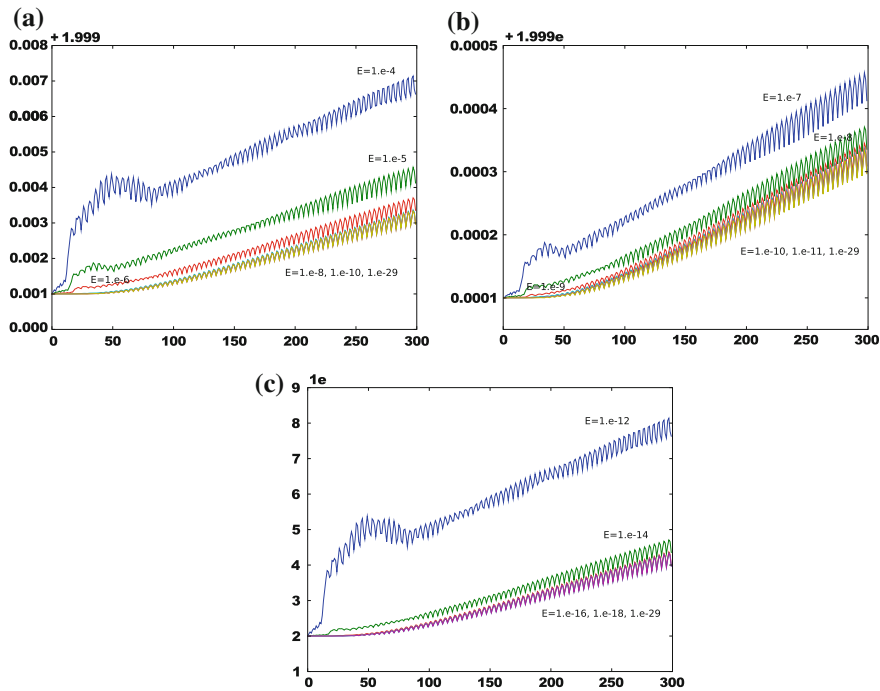 (a)
+1.999
0.008
0.007
0.006
0.005
0.004
0.003
0.002
0.001
0.000
E=1.e-4
E=1.e-5
E=1.e-6
E=1.e-8, 1.e-10, 1.e-29
0 50 100 150 200 250 300
(b)
+1.999e
0.0005
0.0004
0.0003
0.0002
0.0001
E=1.e-7
E=1.e-8
E=1.e-9
E=1.e-10, 1.e-11, 1.e-29
0 50 100 150 200 250 300
(c)
1e
9
8
7
6
5
4
3
2
1
E=1.e-12
E=1.e-14
E=1.e-16, 1.e-18, 1.e-29
0 50 100 150 200 250 300